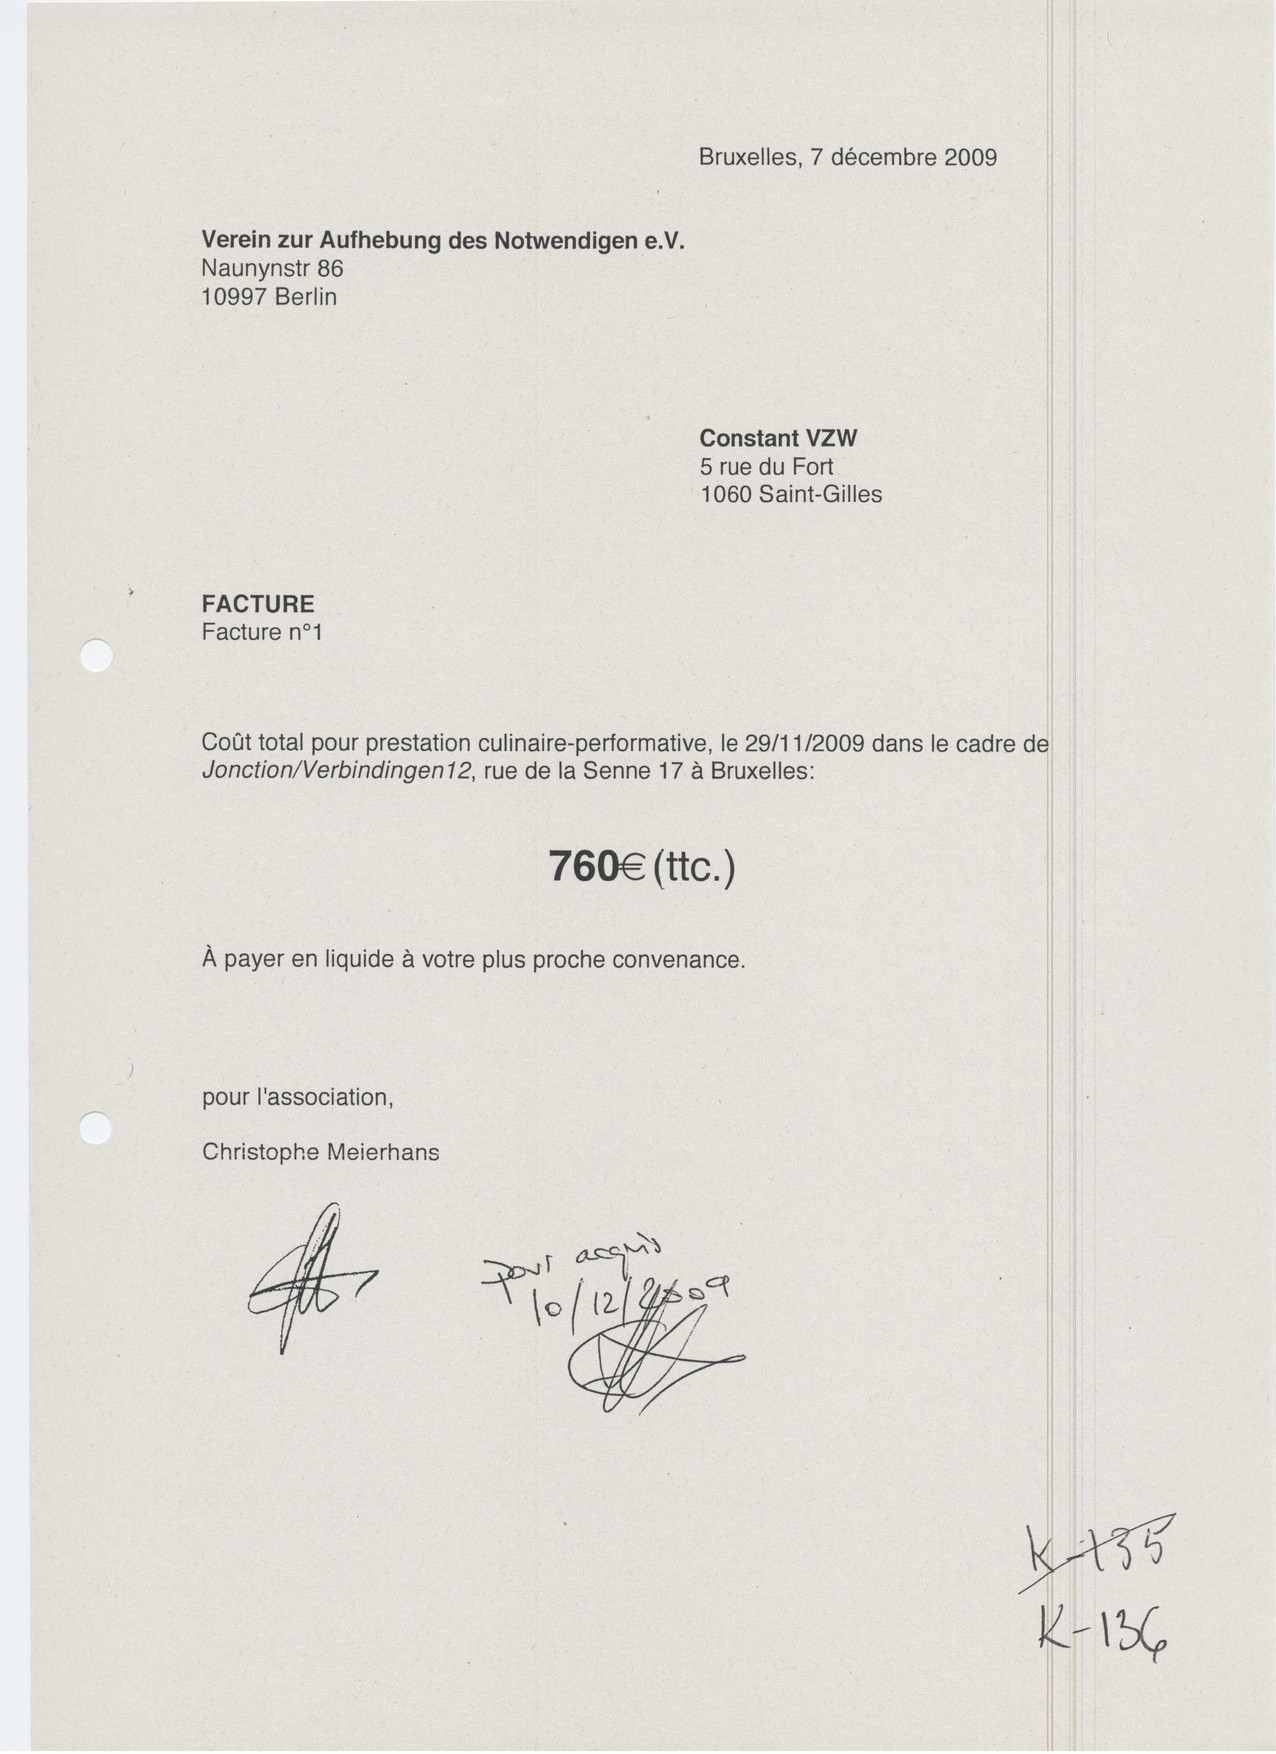 Bruxelles, 7 décembre 2009
Verein zur Aufhebung des Notwendigen e.V.
Naunynstr 86
10997 Berlin
Constant VZW
5 rue du Fort
1060 Saint-Gilles
FACTURE
Facture n°1
Coût total pour prestation culinaire-performative, le 29/11/2009 dans le cadre de
Jonction/Verbindingen12, rue de la Senne 17 à Bruxelles:
760€ (ttc.)
À payer en liquide à votre plus proche convenance.
pour l'association,
Christophe Meierhans
pour acquis
10/12/2009
K-135
K-136